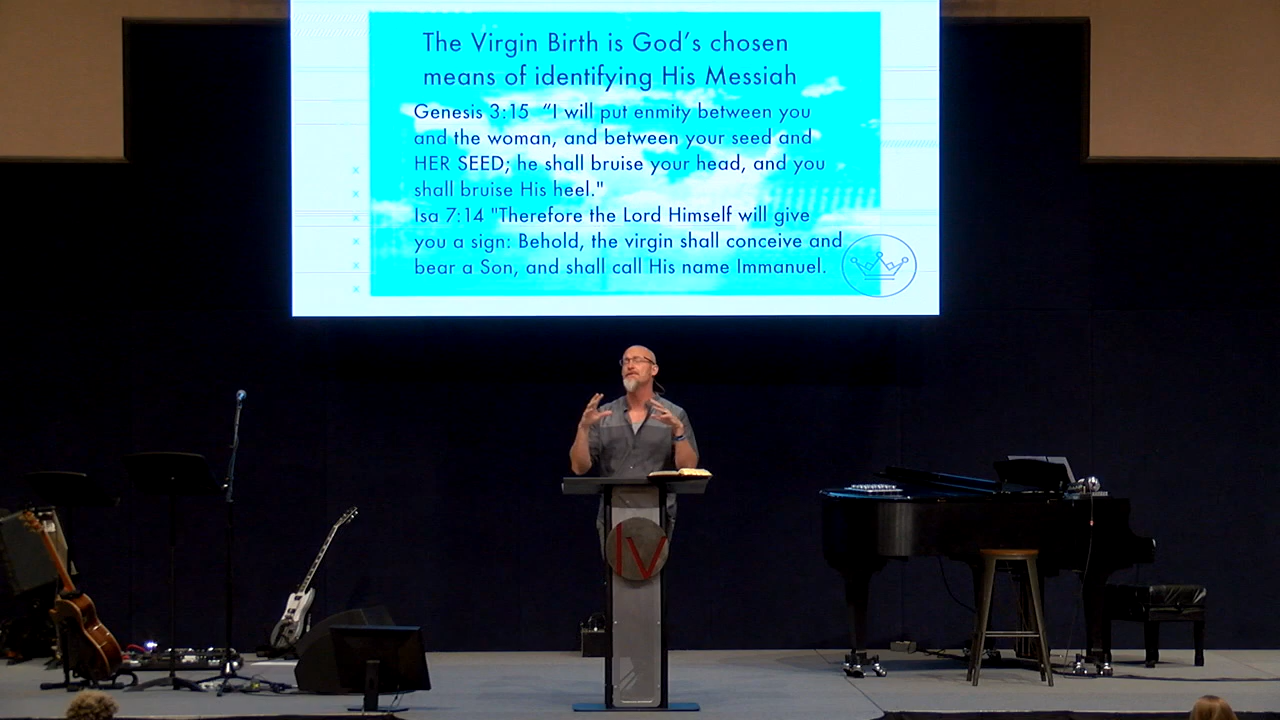 The Virgin Birth is God's chosen
means of identifying His Messiah
Genesis 3:15 “I will put enmity between you
and the woman, and between your seed and
HER SEED; he shall bruise your head, and you
shall bruise His heel."
Isa 7:14 "Therefore the Lord Himself will give
you a sign: Behold, the virgin shall conceive and
bear a Son, and shall call His name Immanuel.
IV